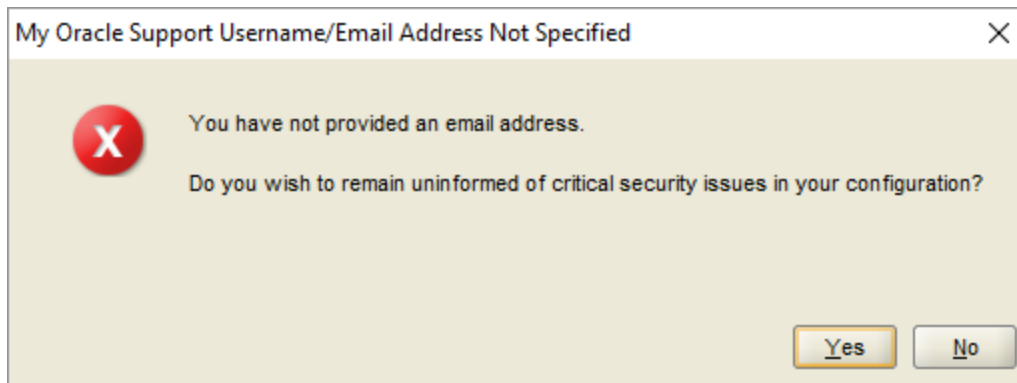 My Oracle Support Username/Email Address Not Specified
You have not provided an email address.
Do you wish to remain uninformed of critical security issues in your configuration?
Yes No